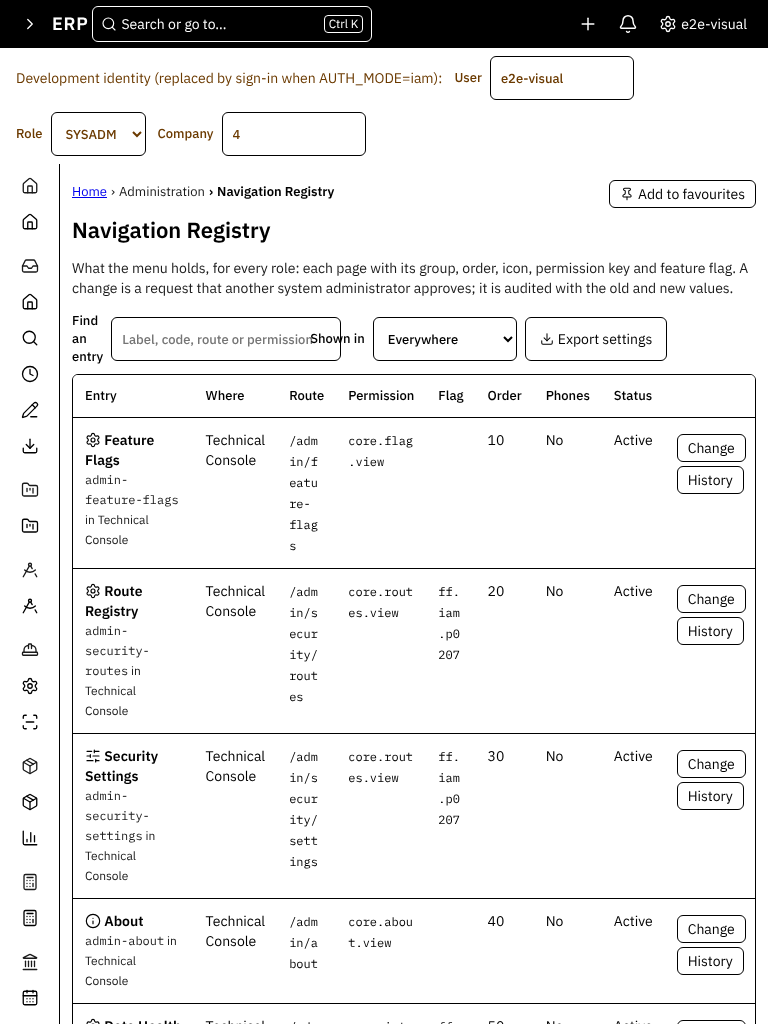 ERP
Search or go to...
Ctrl K
e2e-visual
Development identity (replaced by sign-in when AUTH_MODE=iam):
User
e2e-visual
Role
SYSADM
Company
4
Home › Administration › Navigation Registry
Add to favourites
Navigation Registry
What the menu holds, for every role: each page with its group, order, icon, permission key and feature flag. A
change is a request that another system administrator approves; it is audited with the old and new values.
Find
an
entry
Label, code, route or permission
Shown in
Everywhere
Export settings
Entry Where Route Permission Flag Order Phones Status
Feature
Flags
admin-
feature-flags
in Technical
Console
Technical
Console
/adm
in/f
eatu
re-
flag
s
core.flag
.view
10
No
Active
Change
History
Route
Registry
admin-
security-
routes in
Technical
Console
Technical
Console
/adm
in/s
ecur
ity/
rout
es
core.rout
es.view
ff.
iam
.p0
207
20
No
Active
Change
History
Security
Settings
admin-
security-
settings in
Technical
Console
Technical
Console
/adm
in/s
ecur
ity/
sett
ings
core.rout
es.view
ff.
iam
.p0
207
30
No
Active
Change
History
About
admin-about in
Technical
Console
Technical
Console
/adm
in/a
bout
core.abou
t.view
40
No
Active
Change
History